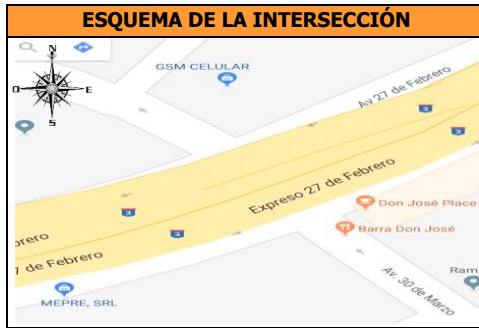 ESQUEMA DE LA INTERSECCIÓN
N
O
E
S
GSM CELULAR
Av 27 de Febrero
3
3
Expreso 27 de Febrero
3
3
Don José Place
Barra Don José
Av. 30 de Marzo
Ram
brero
7 de Febrero
MEPRE, SRL